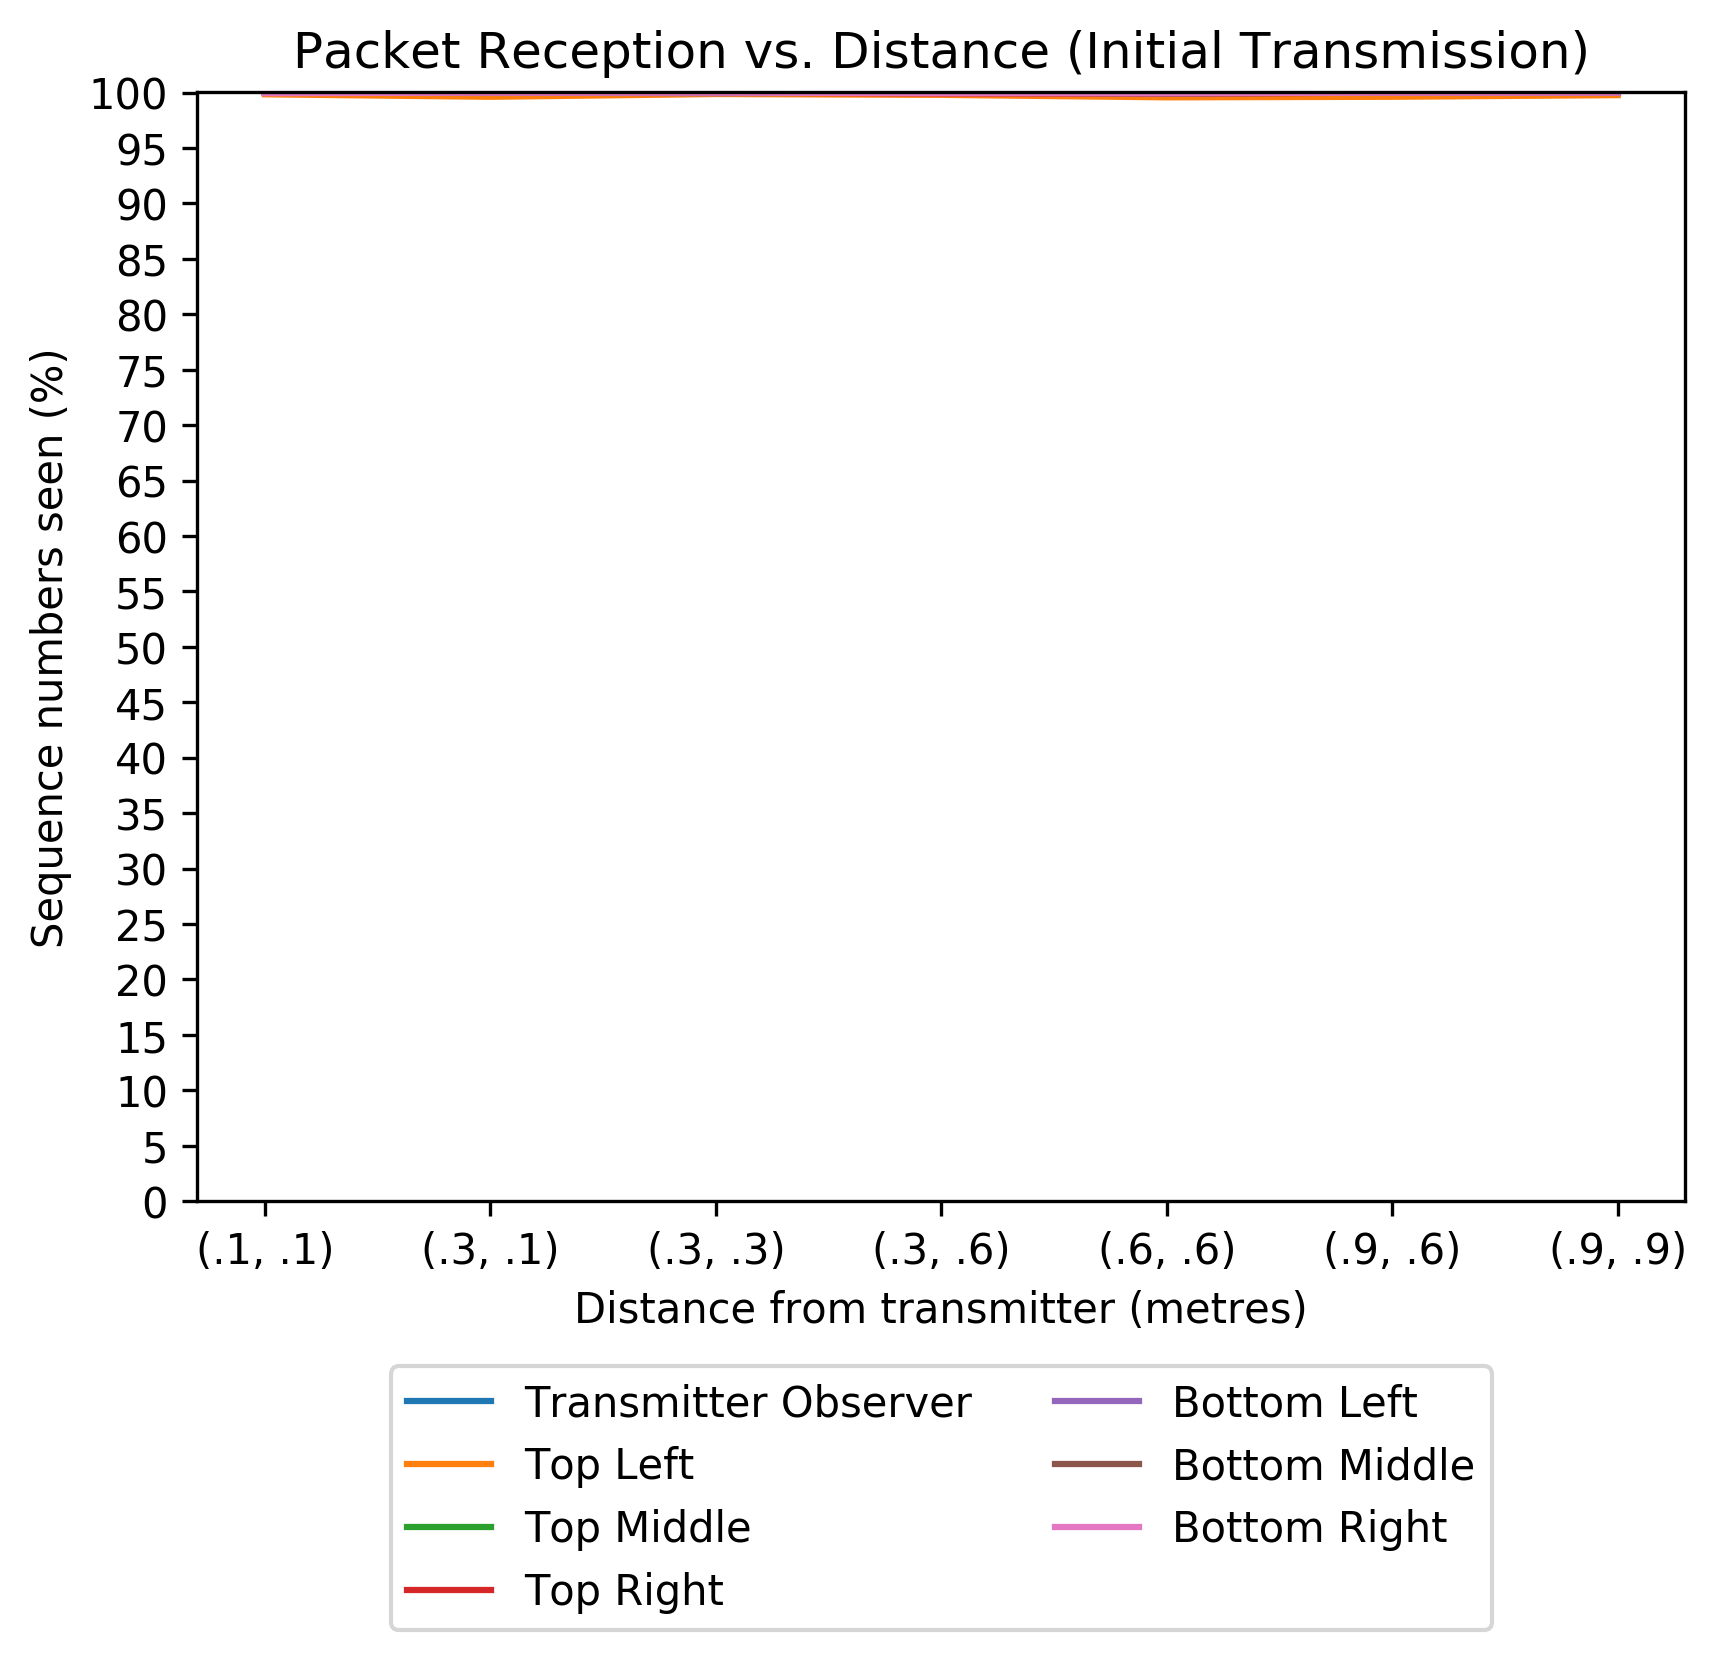 Packet Reception vs. Distance (Initial Transmission)
100
95
90
85
80
75
70
65
60
55
50
45
40
35
30
25
20
15
10
5
0
Sequence numbers seen (%)
(.1, .1) (.3, .1) (.3, .3) (.3, .6) (.6, .6) (.9, .6) (.9, .9)
Distance from transmitter (metres)
Transmitter Observer
Top Left
Top Middle
Top Right
Bottom Left
Bottom Middle
Bottom Right